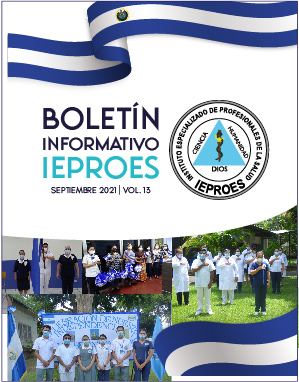 BOLETÍN
INFORMATIVO
IEPROES
SEPTIEMBRE 2021 | VOL. 13
INSTITUTO ESPECIALIZADO DE PROFESIONALES DE LA SALUD
CIENCIA
HUMANIDAD
DIOS
IEPROES